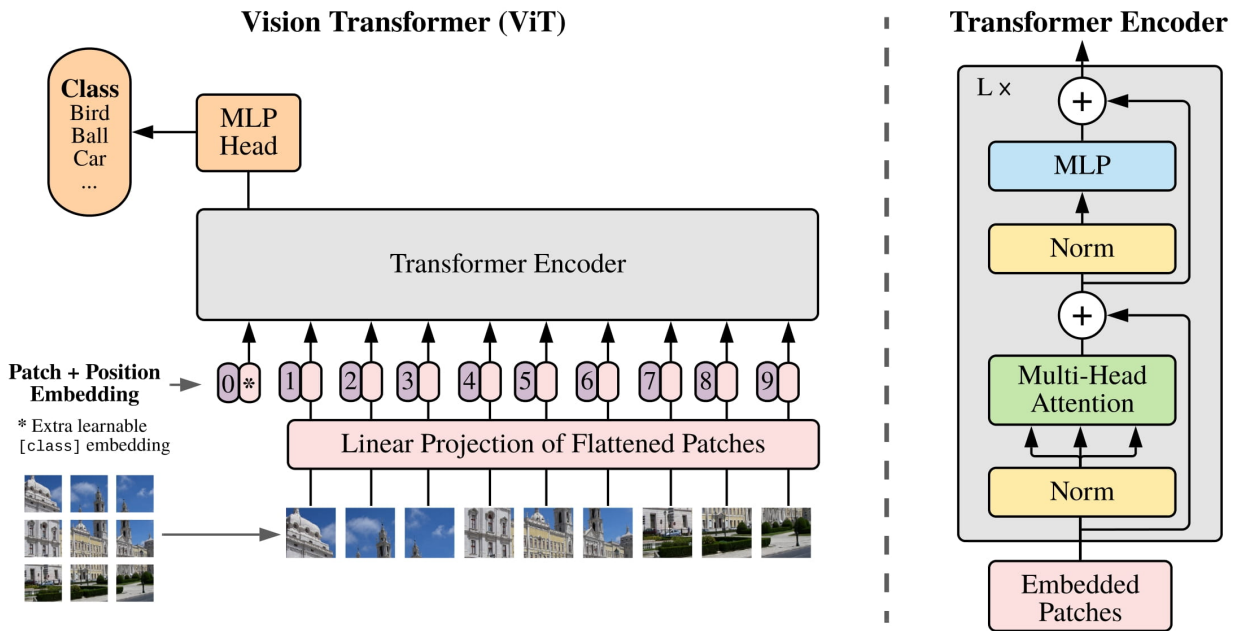 Vision Transformer (ViT)
Class
Bird
Ball
Car
...
MLP
Head
Transformer Encoder
Patch + Position
Embedding
0 * 1 2 3 4 5 6 7 8 9
* Extra learnable
[class] embedding
Linear Projection of Flattened Patches
Transformer Encoder
L ×
+
MLP
Norm
+
Multi-Head
Attention
Norm
Embedded
Patches